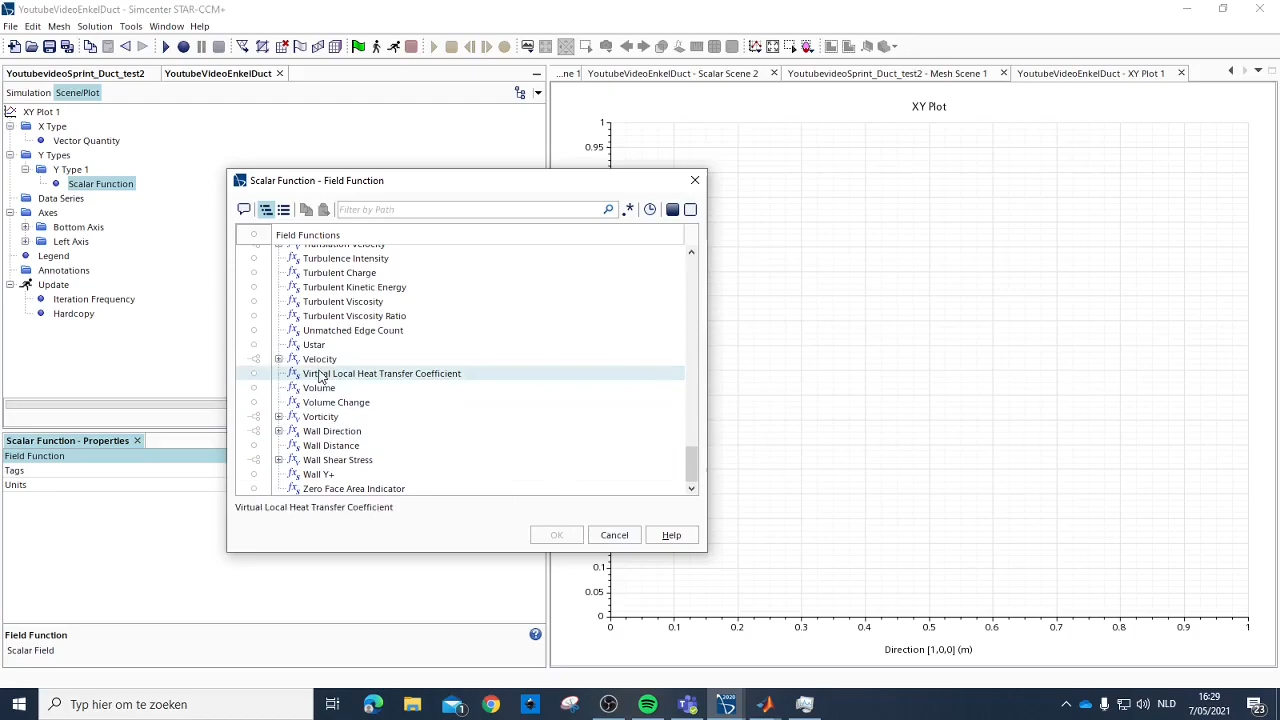 YoutubeVideoEnkelDuct - Simcenter STAR-CCM+
File Edit Mesh Solution Tools Window Help
YoutubevideoSprint_Duct_test2 YoutubeVideoEnkelDuct
...ne 1 YoutubeVideoEnkelDuct - Scalar Scene 2 YoutubevideoSprint_Duct_test2 - Mesh Scene 1 YoutubeVideoEnkelDuct - XY Plot 1
Simulation Scene/Plot
XY Plot 1
X Type
Vector Quantity
Y Types
Y Type 1
Scalar Function
Data Series
Axes
Bottom Axis
Left Axis
Legend
Annotations
Update
Iteration Frequency
Hardcopy
Scalar Function - Properties
Field Function
Tags
Units
Field Function
Scalar Field
Scalar Function - Field Function
Filter by Path
Field Functions
Translation Velocity
Turbulence Intensity
Turbulent Charge
Turbulent Kinetic Energy
Turbulent Viscosity
Turbulent Viscosity Ratio
Unmatched Edge Count
Ustar
Velocity
Virtual Local Heat Transfer Coefficient
Volume
Volume Change
Vorticity
Wall Direction
Wall Distance
Wall Shear Stress
Wall Y+
Zero Face Area Indicator
Virtual Local Heat Transfer Coefficient
OK Cancel Help
XY Plot
1
0.95
0.1
0.05
0
0 0.1 0.2 0.3 0.4 0.5 0.6 0.7 0.8 0.9 1
Direction [1,0,0] (m)
Typ hier om te zoeken
NLD
16:29
7/05/2021
23